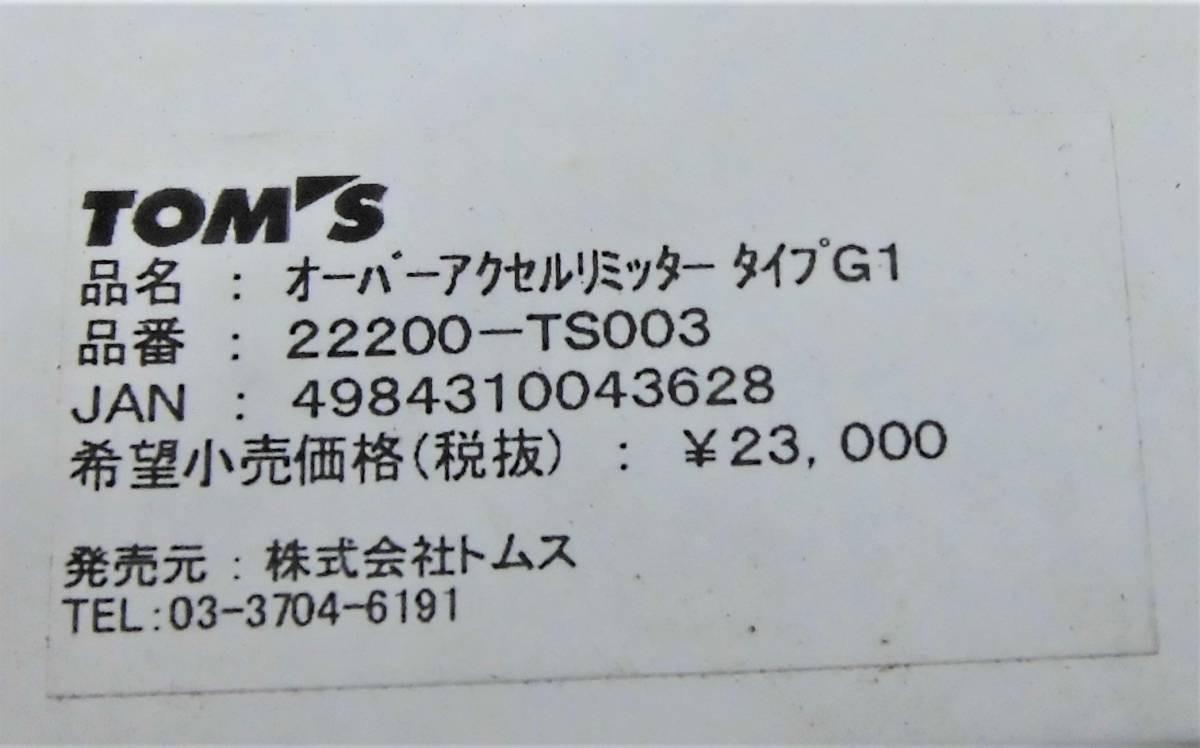 TOM'S
品名 : オーバーアクセルリミッター タイプG1
品番 : 22200-TS003
JAN : 4984310043628
希望小売価格(税抜) : ¥23,000
発売元 : 株式会社トムス
TEL:03-3704-6191